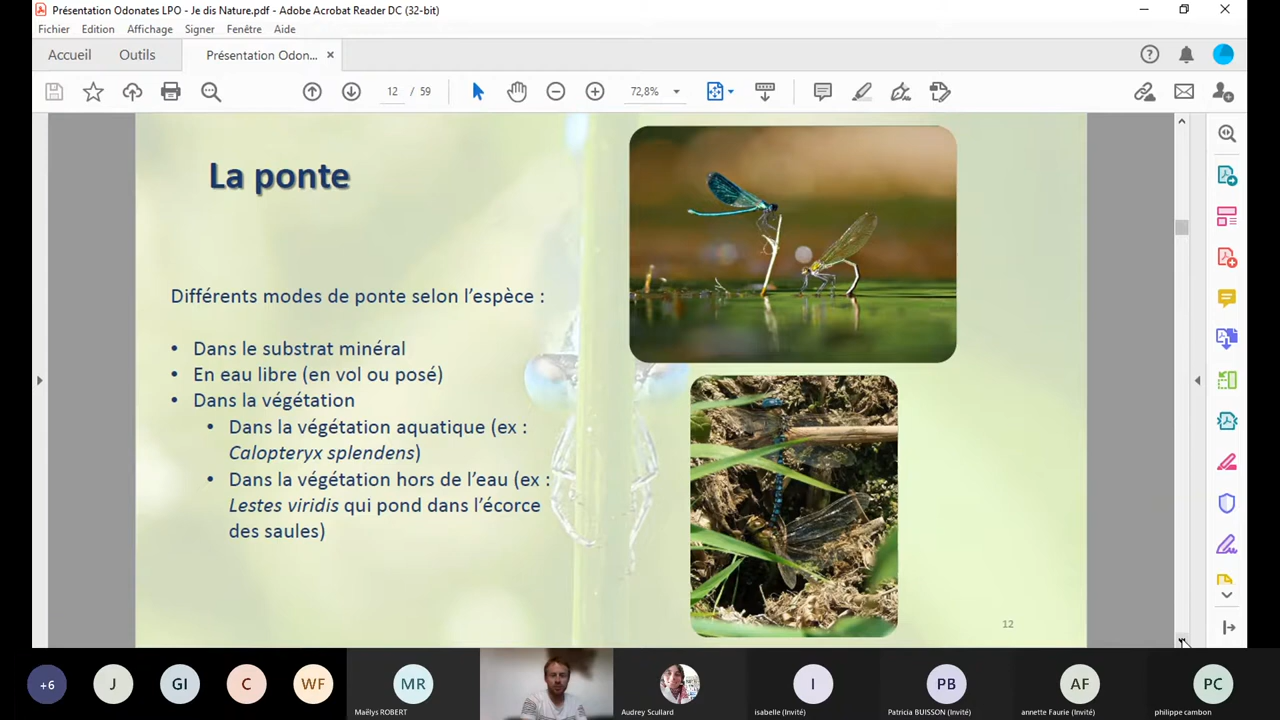 Présentation Odonates LPO - Je dis Nature.pdf - Adobe Acrobat Reader DC (32-bit)
Fichier Edition Affichage Signer Fenêtre Aide
Accueil Outils Présentation Odon... ×
12 / 59 72,8%
La ponte
Différents modes de ponte selon l'espèce :
• Dans le substrat minéral
• En eau libre (en vol ou posé)
• Dans la végétation
• Dans la végétation aquatique (ex :
Calopteryx splendens)
• Dans la végétation hors de l'eau (ex :
Lestes viridis qui pond dans l'écorce
des saules)
12
+6 J GI C WF MR I PB AF PC
Maëlys ROBERT Audrey Scullard isabelle (Invité) Patricia BUISSON (Invité) annette Faurie (Invité) philippe cambon